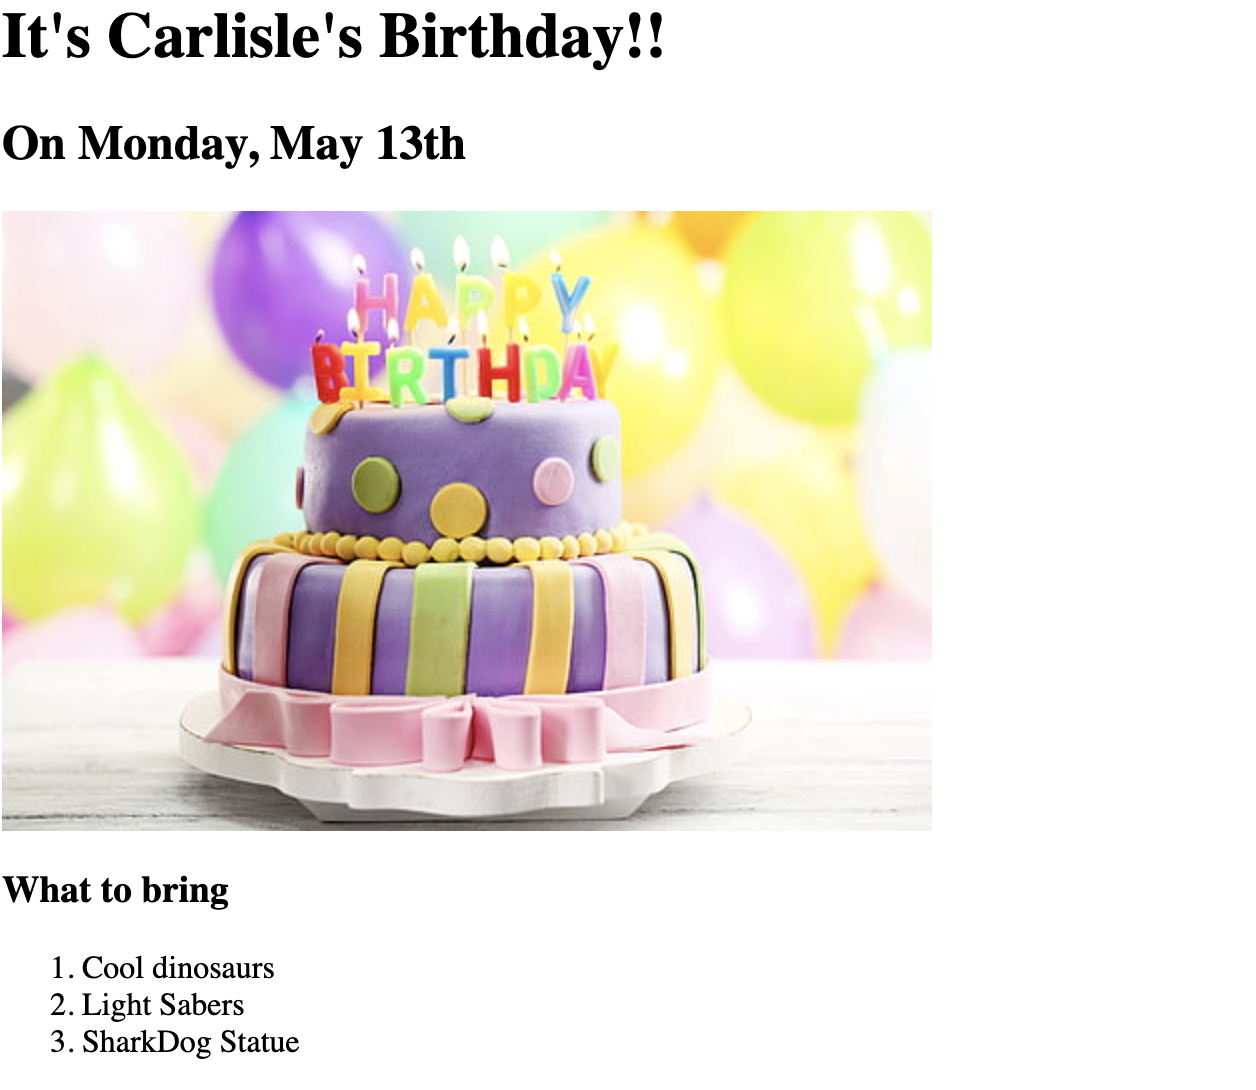 It's Carlisle's Birthday!!
On Monday, May 13th
HAPPY
BIRTHDAY
What to bring
1. Cool dinosaurs
2. Light Sabers
3. SharkDog Statue